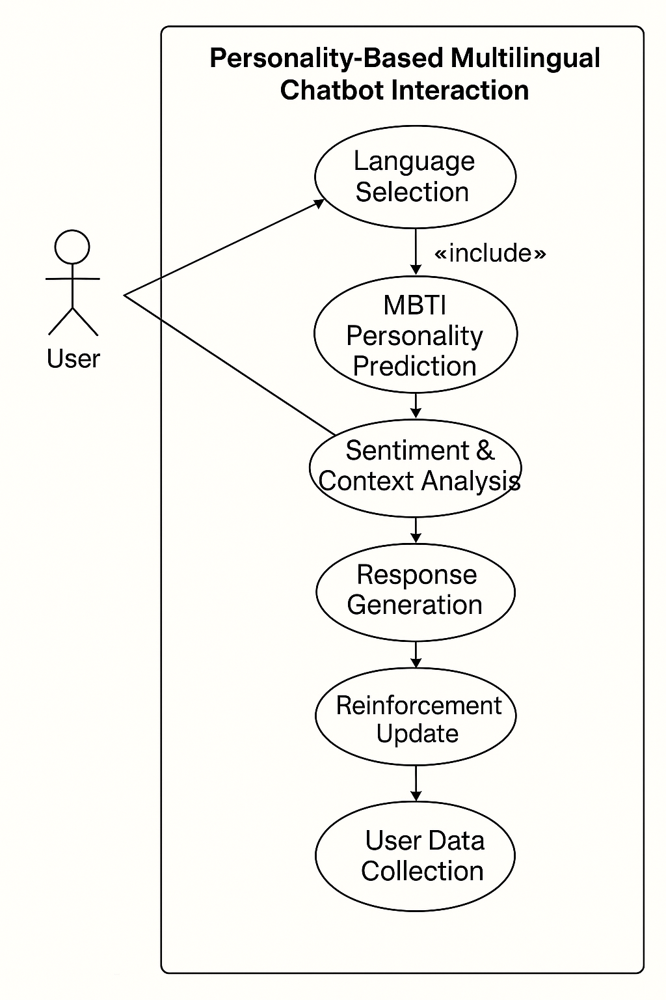 Personality-Based Multilingual
Chatbot Interaction
Language
Selection
«include»
MBTI
Personality
Prediction
User
Sentiment &
Context Analysis
Response
Generation
Reinforcement
Update
User Data
Collection